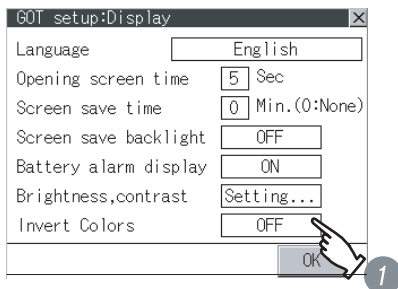 GOT setup:Display ×
Language English
Opening screen time 5 Sec
Screen save time 0 Min.(0:None)
Screen save backlight OFF
Battery alarm display ON
Brightness,contrast Setting...
Invert Colors OFF
OK
1